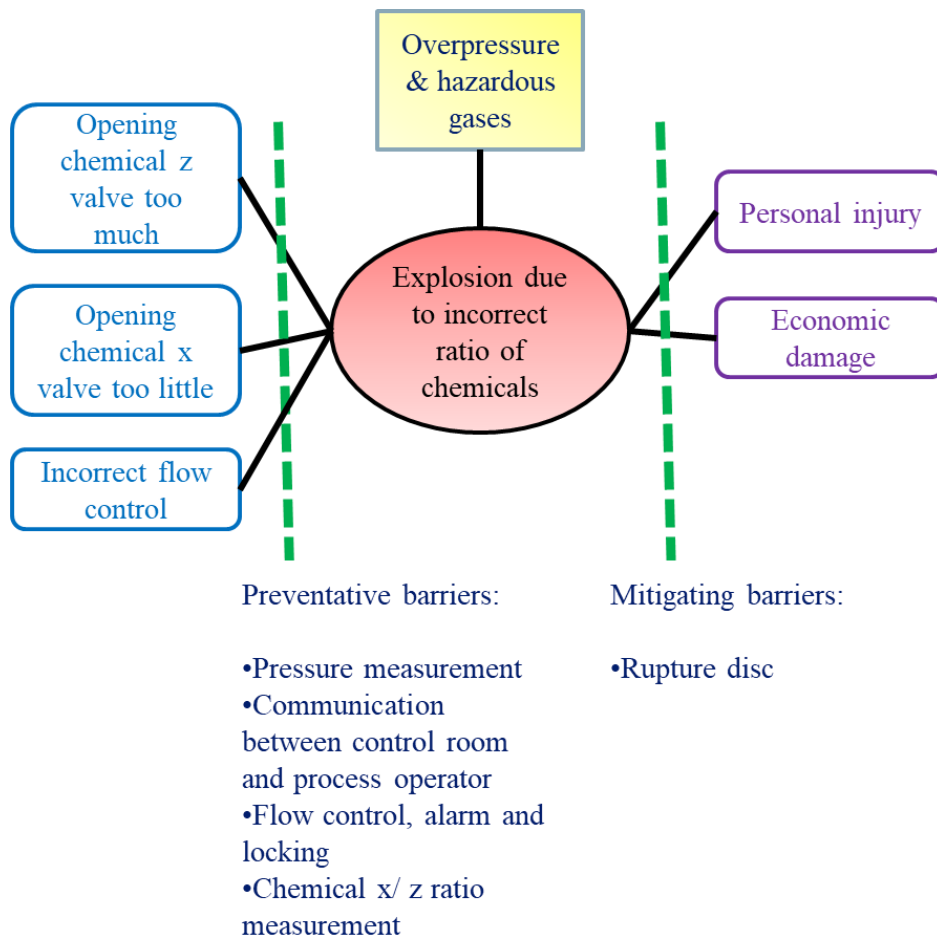 Overpressure
& hazardous
gases
Opening
chemical z
valve too
much
Opening
chemical x
valve too little
Incorrect flow
control
Explosion due
to incorrect
ratio of
chemicals
Personal injury
Economic
damage
Preventative barriers:
•Pressure measurement
•Communication
between control room
and process operator
•Flow control, alarm and
locking
•Chemical x/ z ratio
measurement
Mitigating barriers:
•Rupture disc